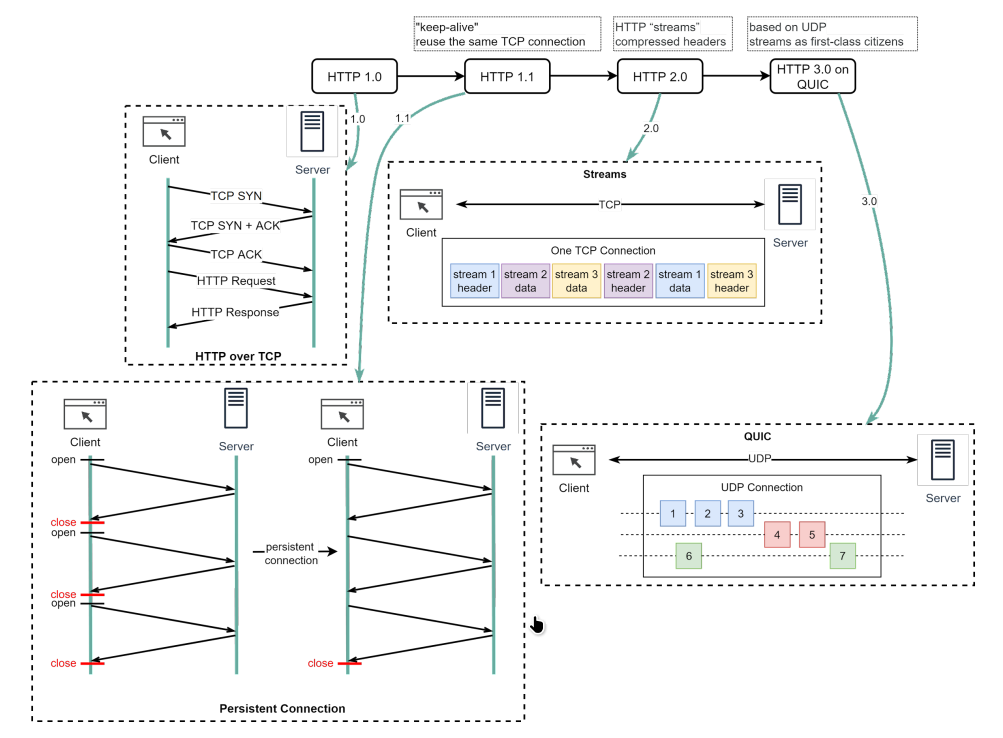 "keep-alive"
reuse the same TCP connection
HTTP “streams”
compressed headers
based on UDP
streams as first-class citizens
HTTP 1.0
HTTP 1.1
HTTP 2.0
HTTP 3.0 on
QUIC
1.0
1.1
2.0
3.0
Client
Server
TCP SYN
TCP SYN + ACK
TCP ACK
HTTP Request
HTTP Response
HTTP over TCP
Streams
Client
TCP
Server
One TCP Connection
stream 1
header
stream 2
data
stream 3
data
stream 2
header
stream 1
data
stream 3
header
Client
Server
open
close
open
close
open
close
persistent
connection
Client
Server
open
close
Persistent Connection
QUIC
Client
UDP
Server
UDP Connection
1
2
3
4
5
6
7